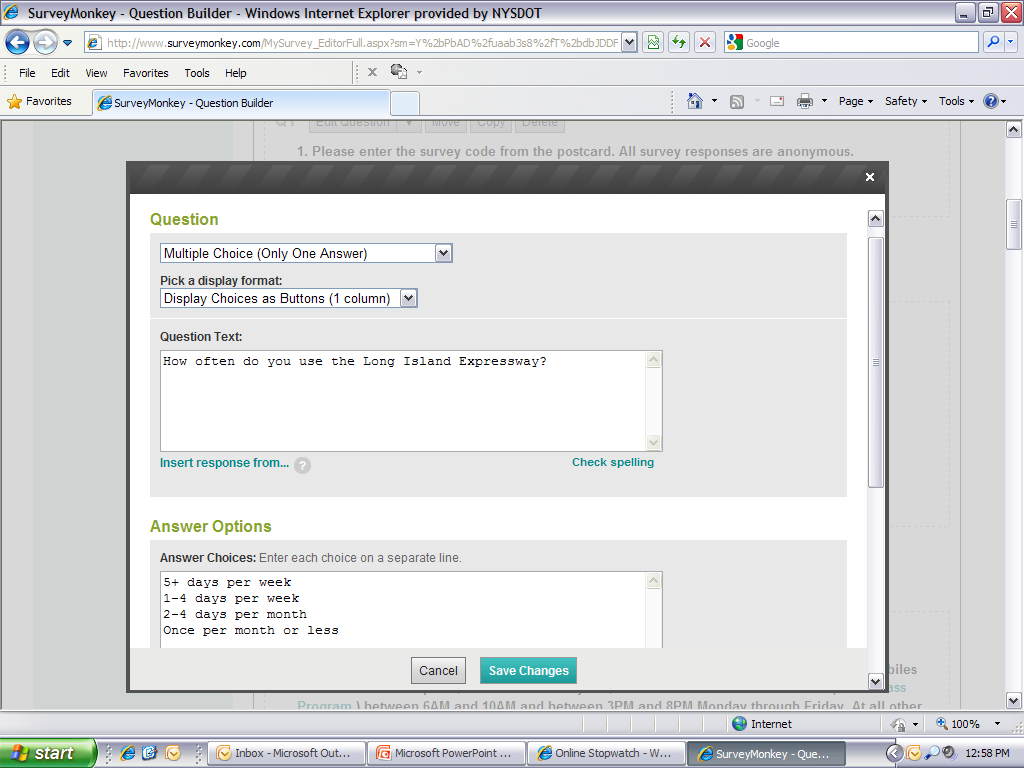 SurveyMonkey - Question Builder - Windows Internet Explorer provided by NYSDOT
http://www.surveymonkey.com/MySurvey_EditorFull.aspx?sm=Y%2bPbAD%2fuaab3s8%2fT%2bdbJDDF
Google
File Edit View Favorites Tools Help
Favorites
SurveyMonkey - Question Builder
Page Safety Tools
Edit Question Move Copy Delete
1. Please enter the survey code from the postcard. All survey responses are anonymous.
Question
Multiple Choice (Only One Answer)
Pick a display format:
Display Choices as Buttons (1 column)
Question Text:
How often do you use the Long Island Expressway?
Insert response from... ?
Check spelling
Answer Options
Answer Choices: Enter each choice on a separate line.
5+ days per week
1-4 days per week
2-4 days per month
Once per month or less
Cancel
Save Changes
Program ) between 6AM and 10AM and between 3PM and 8PM Monday through Friday. At all other
Internet
100%
start
Inbox - Microsoft Out...
Microsoft PowerPoint ...
Online Stopwatch - W...
SurveyMonkey - Que...
12:58 PM